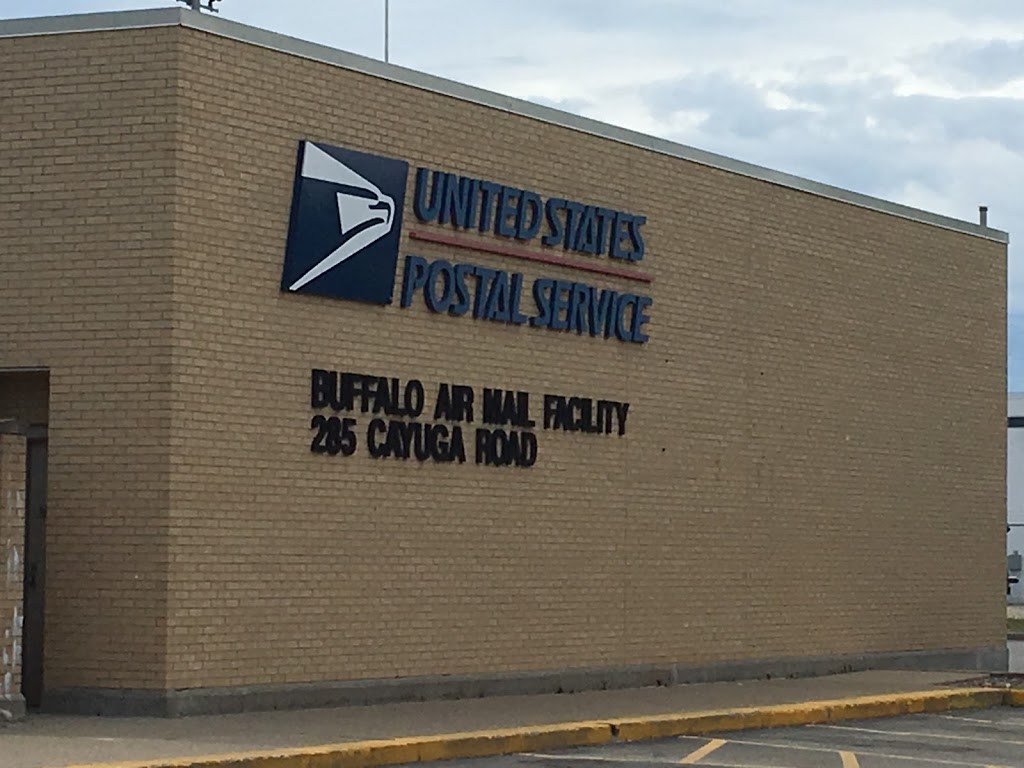 UNITED STATES
POSTAL SERVICE
BUFFALO AIR MAIL FACILITY
285 CAYUGA ROAD